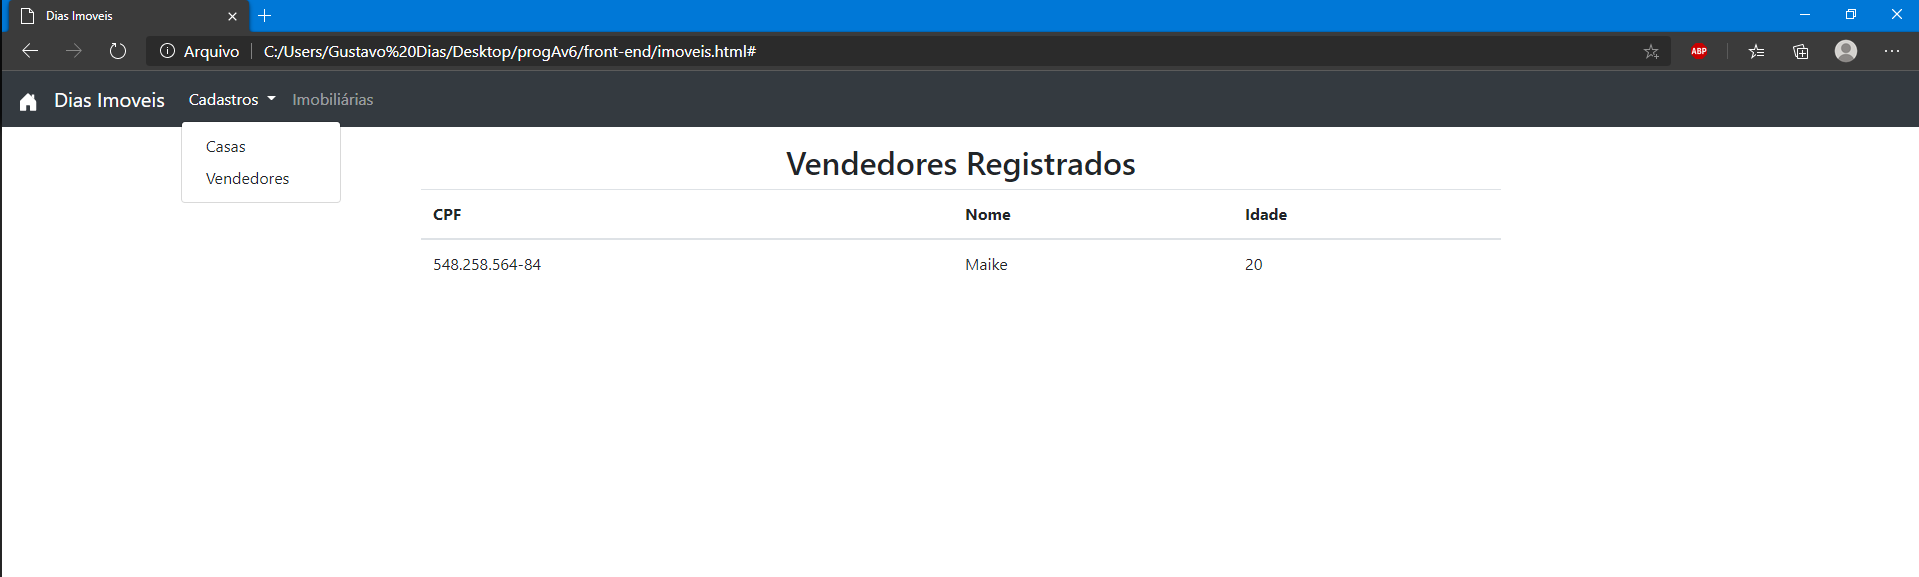 Dias Imoveis
Arquivo C:/Users/Gustavo%20Dias/Desktop/progAv6/front-end/imoveis.html#
ABP
Dias Imoveis Cadastros Imobiliárias
Casas
Vendedores
Vendedores Registrados
CPF Nome Idade
548.258.564-84 Maike 20